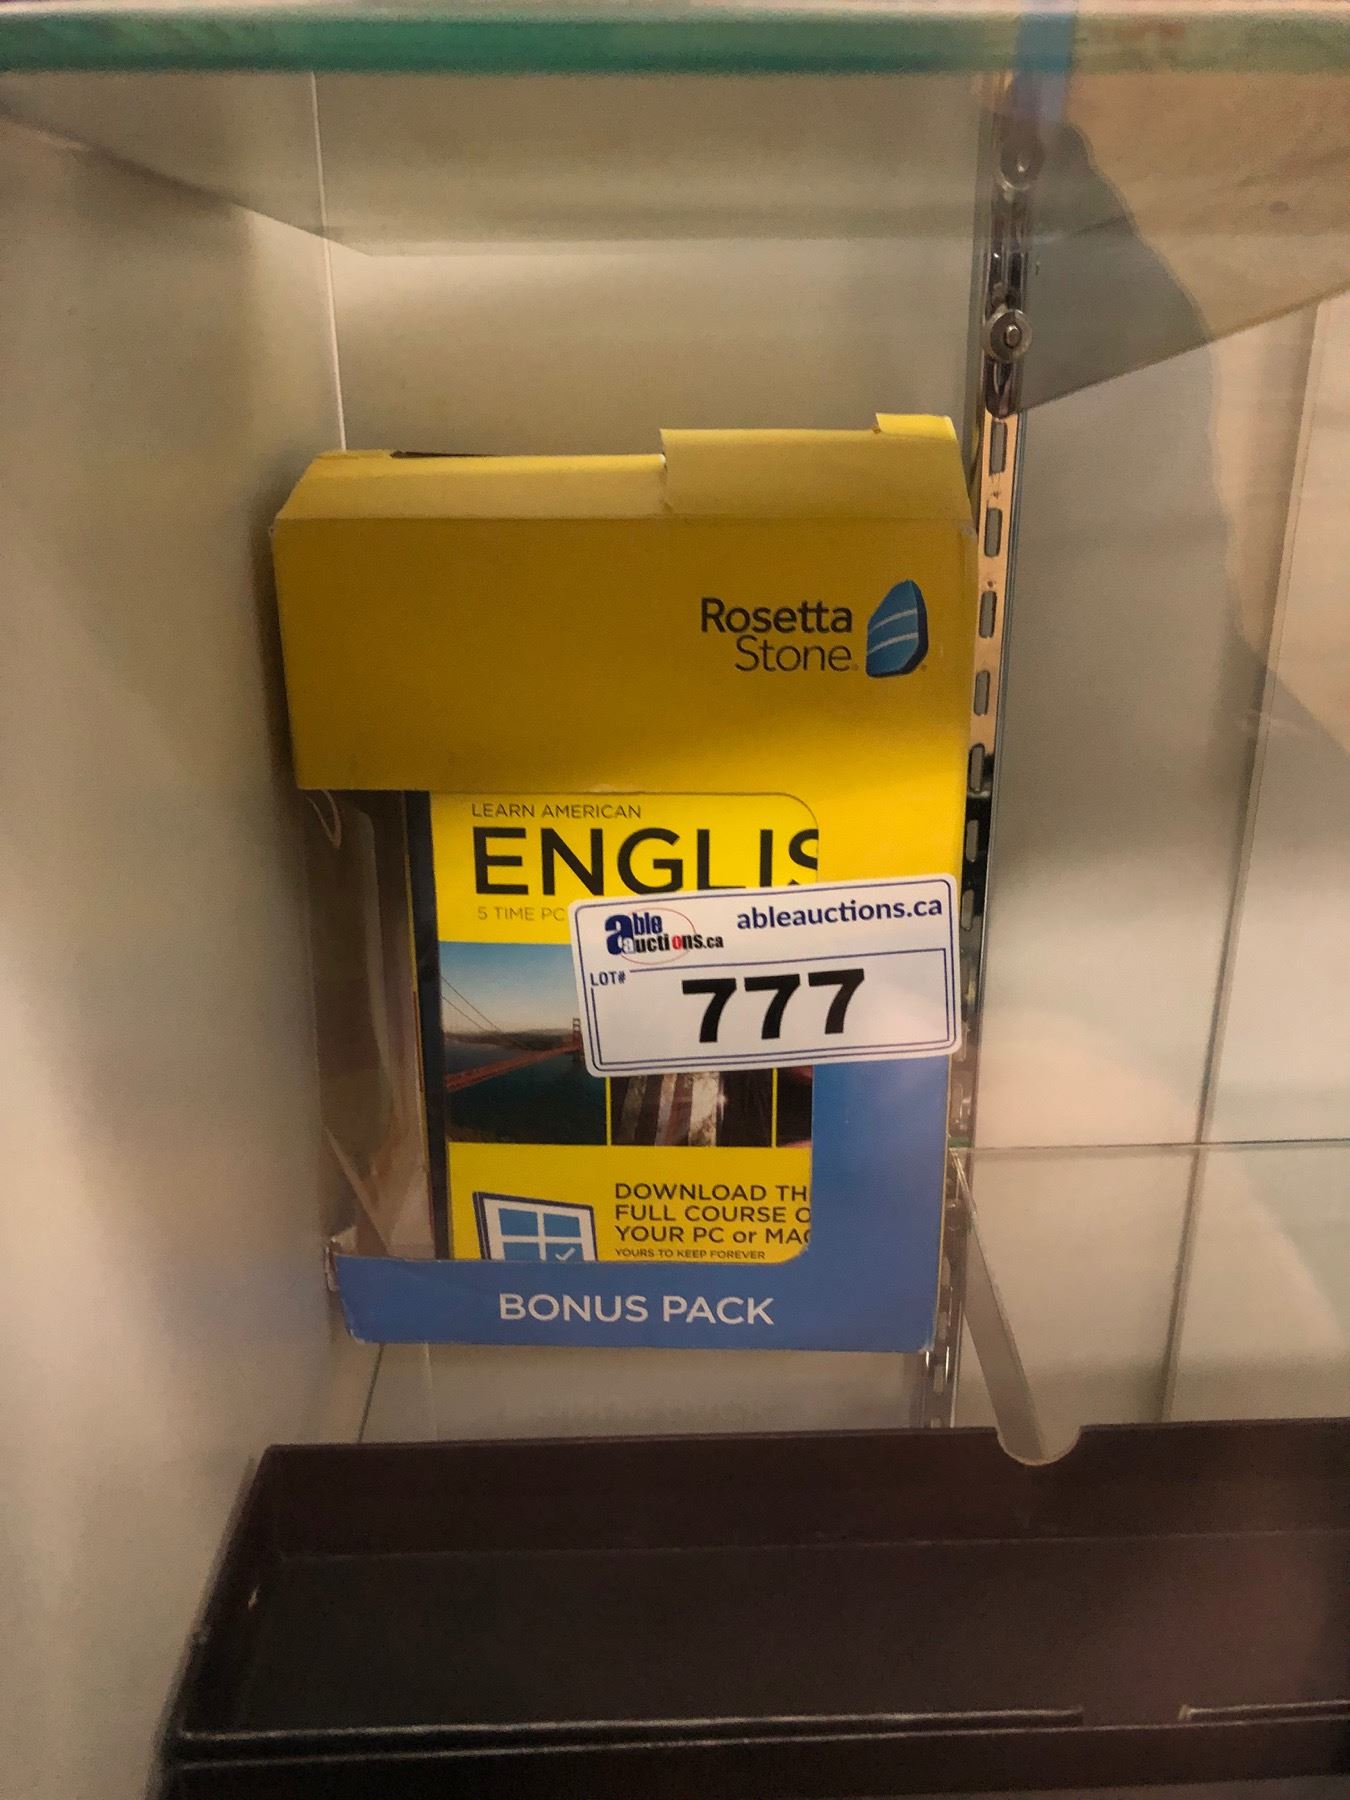 Rosetta
Stone
LEARN AMERICAN
ENGLIS
5 TIME PC
able
auctions.ca
ableauctions.ca
LOT#
777
DOWNLOAD TH
FULL COURSE O
YOUR PC or MAC
YOURS TO KEEP FOREVER
BONUS PACK